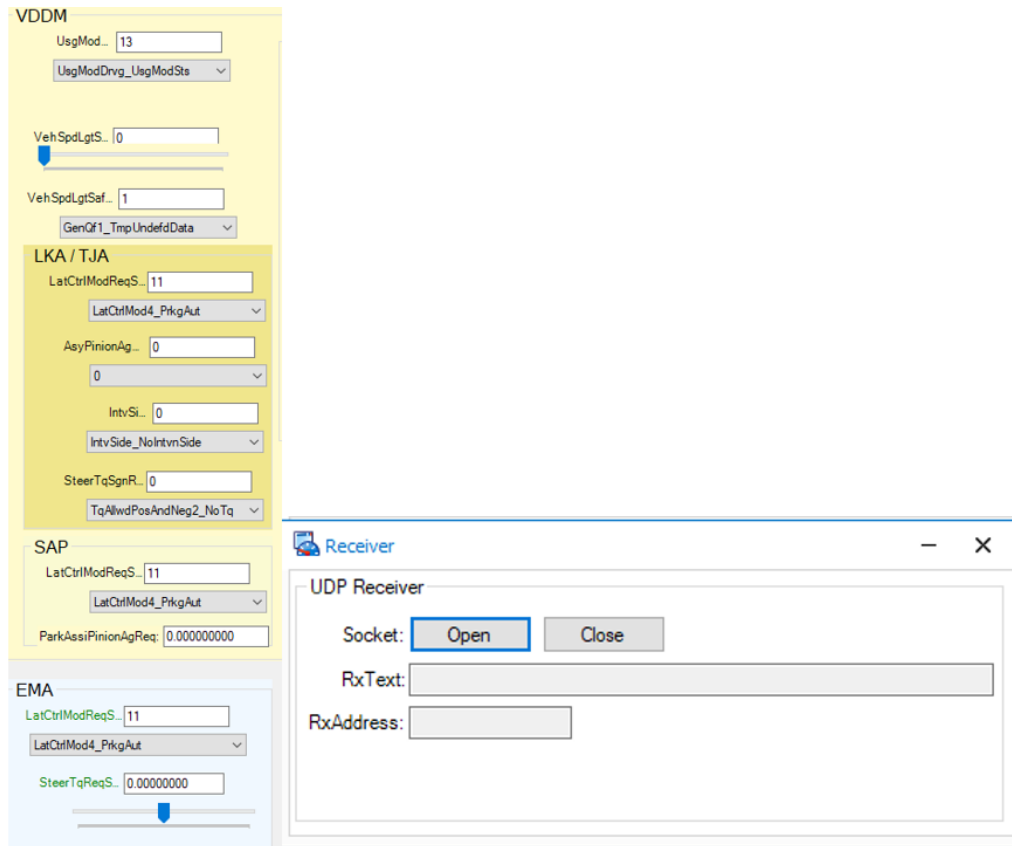 VDDM
UsgMod... 13
UsgModDrvg_UsgModSts
VehSpdLgtS... 0
VehSpdLgtSaf... 1
GenQf1_TmpUndefdData
LKA / TJA
LatCtrlModReqS... 11
LatCtrlMod4_PrkgAut
AsyPinionAg... 0
0
IntvSi... 0
IntvSide_NoIntvnSide
SteerTqSgnR... 0
TqAllwdPosAndNeg2_NoTq
SAP
LatCtrlModReqS... 11
LatCtrlMod4_PrkgAut
ParkAssiPinionAgReq: 0.000000000
EMA
LatCtrlModReqS... 11
LatCtrlMod4_PrkgAut
SteerTqReqS... 0.00000000
Receiver
UDP Receiver
Socket: Open Close
RxText:
RxAddress: